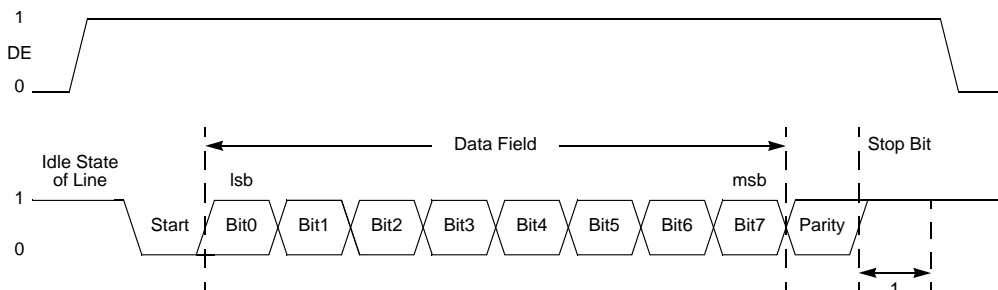 1
DE
0
Data Field
Stop Bit
Idle State
of Line
lsb
msb
1
Start
Bit0
Bit1
Bit2
Bit3
Bit4
Bit5
Bit6
Bit7
Parity
0
1